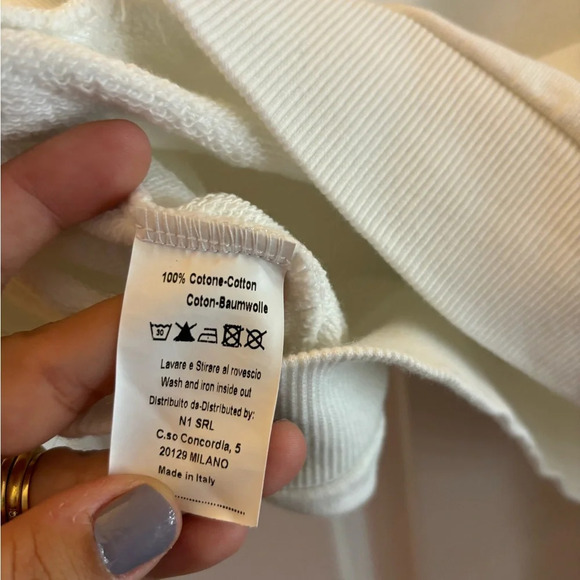 100% Cotone-Cotton
Coton-Baumwolle
30
Lavare e Stirare al rovescio
Wash and iron inside out
Distribuito da-Distributed by:
N1 SRL
C.so Concordia, 5
20129 MILANO
Made in Italy